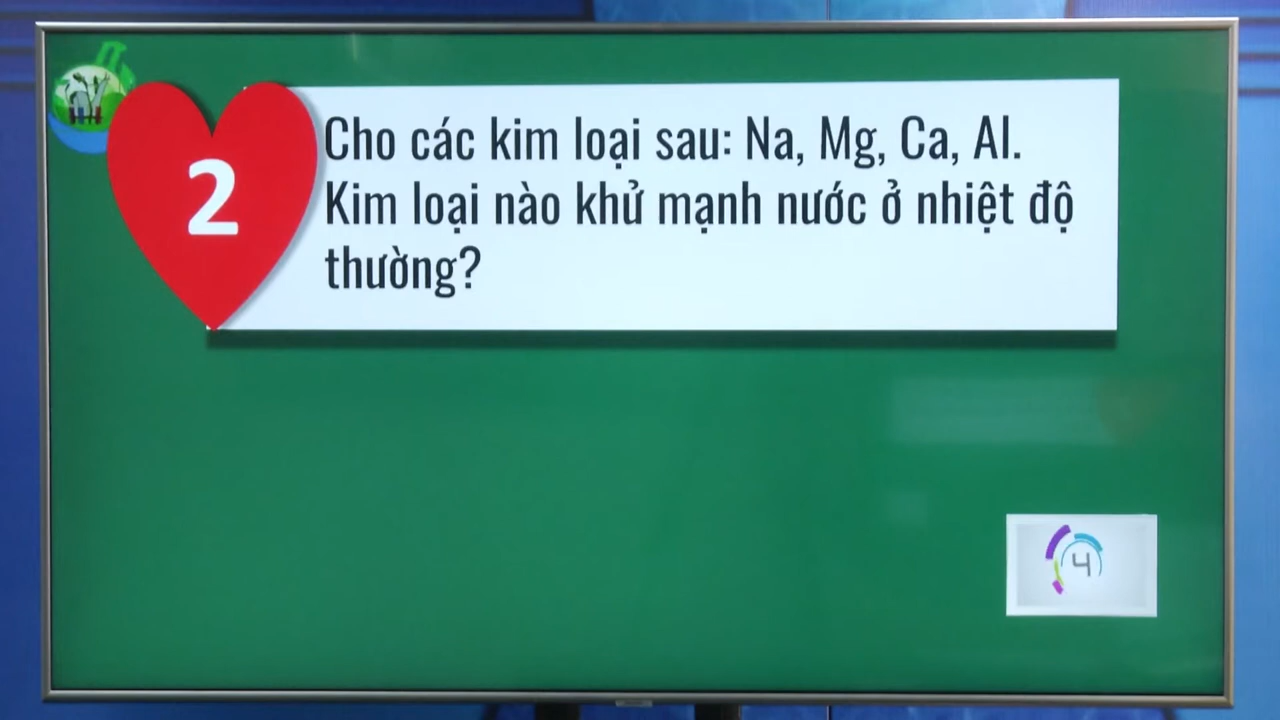 2
Cho các kim loại sau: Na, Mg, Ca, Al.
Kim loại nào khử mạnh nước ở nhiệt độ
thường?
4